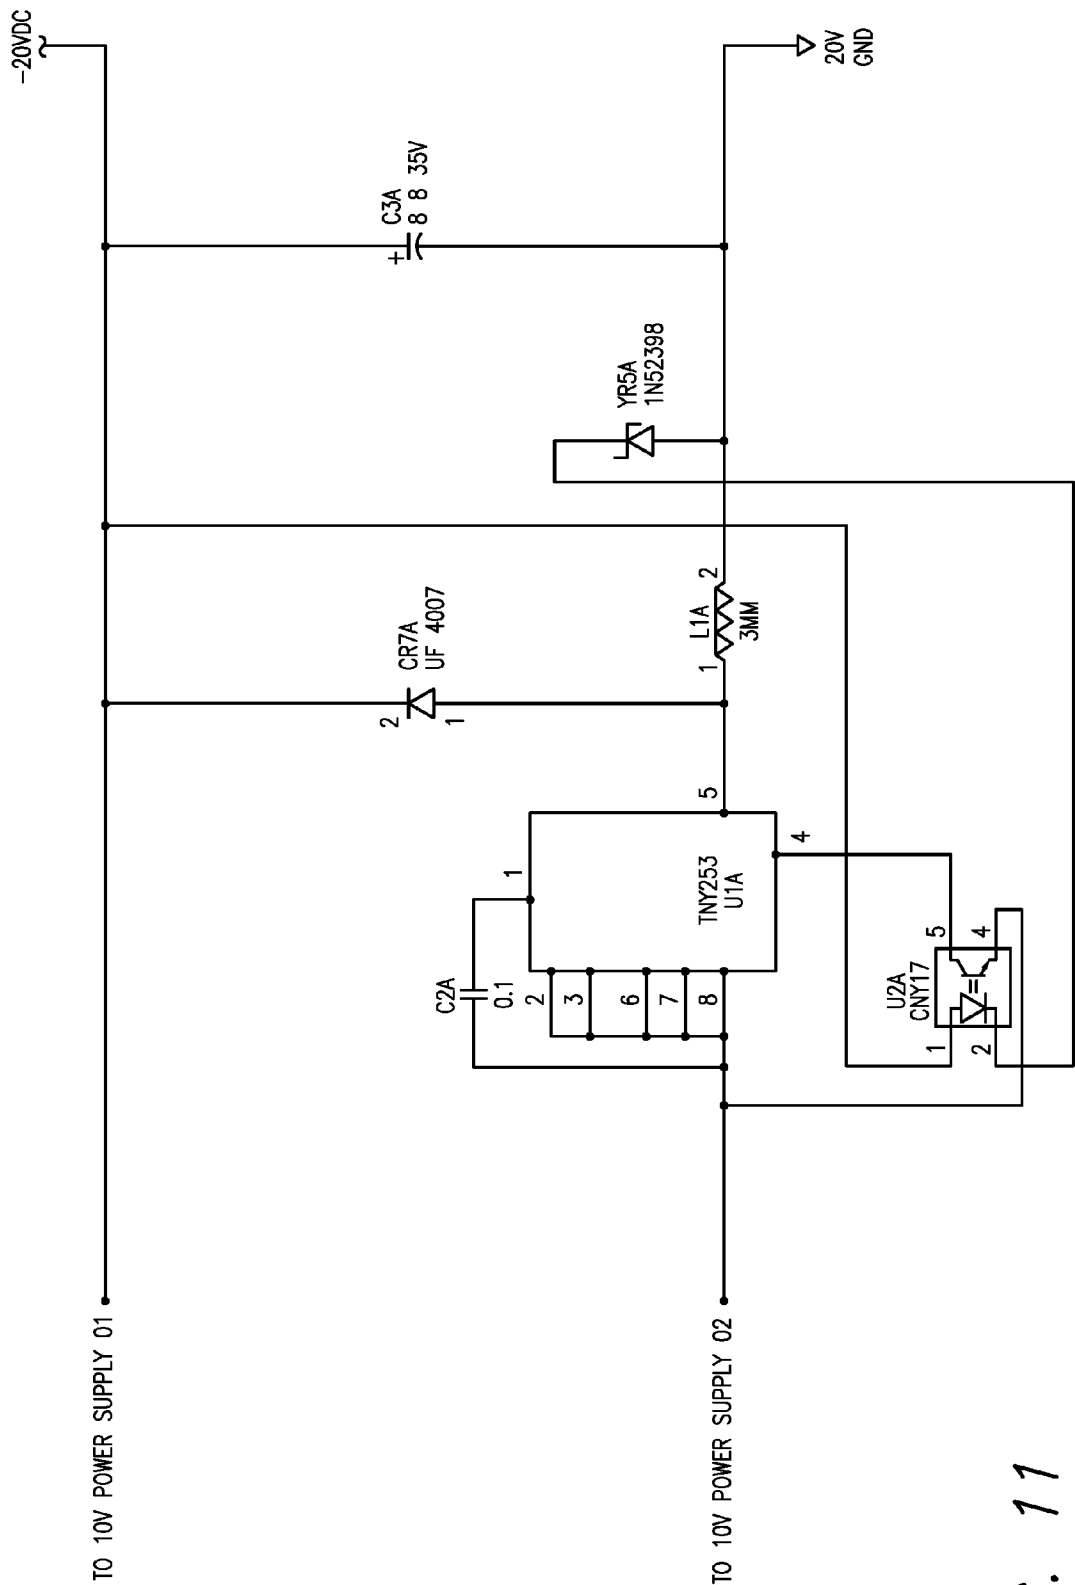 -20VDC
20V
GND
C3A
8 8 35V
YR5A
1N52398
CR7A
UF 4007
2
1
L1A
3MM
1
2
TNY253
U1A
5
4
1
C2A
0.1
2
3
6
7
8
U2A
CNY17
5
4
1
2
TO 10V POWER SUPPLY 01
TO 10V POWER SUPPLY 02
11